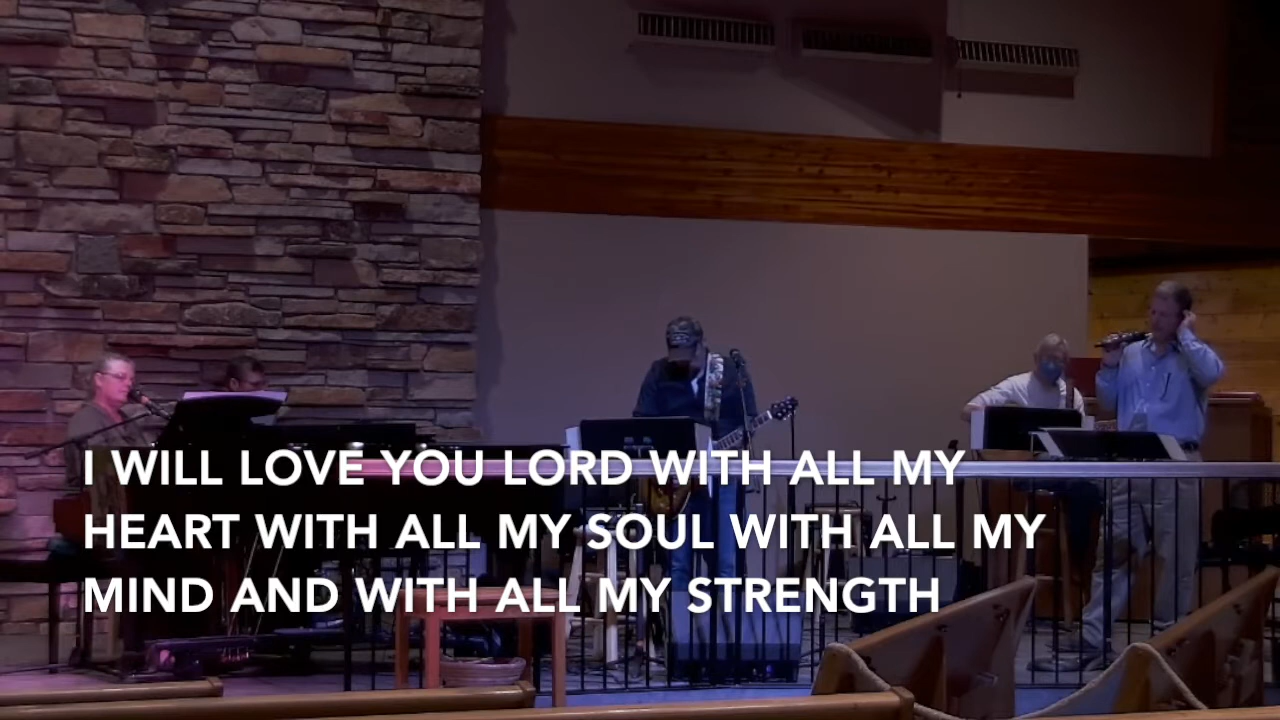 I WILL LOVE YOU LORD WITH ALL MY
HEART WITH ALL MY SOUL WITH ALL MY
MIND AND WITH ALL MY STRENGTH